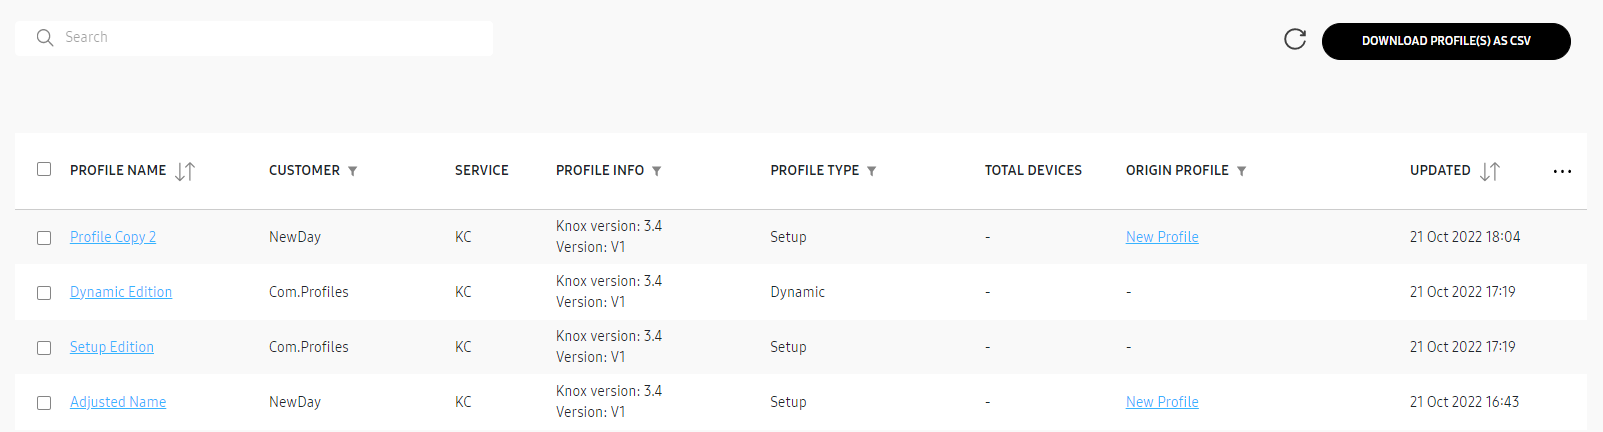 Search
DOWNLOAD PROFILE(S) AS CSV
PROFILE NAME CUSTOMER SERVICE PROFILE INFO PROFILE TYPE TOTAL DEVICES ORIGIN PROFILE UPDATED ...
Profile Copy 2 NewDay KC Knox version: 3.4 Setup - New Profile 21 Oct 2022 18:04
Version: V1
Dynamic Edition Com.Profiles KC Knox version: 3.4 Dynamic - - 21 Oct 2022 17:19
Version: V1
Setup Edition Com.Profiles KC Knox version: 3.4 Setup - - 21 Oct 2022 17:19
Version: V1
Adjusted Name NewDay KC Knox version: 3.4 Setup - New Profile 21 Oct 2022 16:43
Version: V1